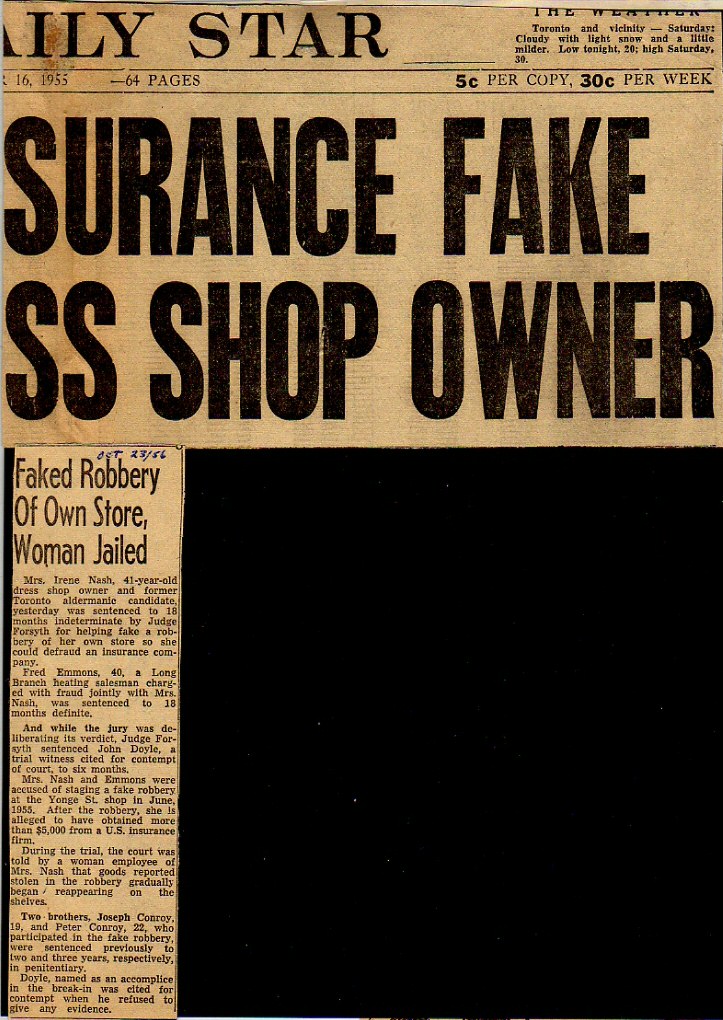 AILY STAR
THE WEATHER
Toronto and vicinity — Saturday:
Cloudy with light snow and a little
milder. Low tonight, 20; high Saturday,
30.
R 16, 1955 —64 PAGES 5c PER COPY, 30c PER WEEK
SURANCE FAKE
SS SHOP OWNER
Oct 23/56
Faked Robbery
Of Own Store,
Woman Jailed
Mrs. Irene Nash, 41-year-old
dress shop owner and former
Toronto aldermanic candidate,
yesterday was sentenced to 18
months indeterminate by Judge
Forsyth for helping fake a rob-
bery of her own store so she
could defraud an insurance com-
pany.
Fred Emmons, 40, a Long
Branch heating salesman charg-
ed with fraud jointly with Mrs.
Nash, was sentenced to 18
months definite.
And while the jury was de-
liberating its verdict, Judge For-
syth sentenced John Doyle, a
trial witness cited for contempt
of court, to six months.
Mrs. Nash and Emmons were
accused of staging a fake robbery
at the Yonge St. shop in June,
1955. After the robbery, she is
alleged to have obtained more
than $5,000 from a U.S. insurance
firm.
During the trial, the court was
told by a woman employee of
Mrs. Nash that goods reported
stolen in the robbery gradually
began reappearing on the
shelves.
Two brothers, Joseph Conroy,
19, and Peter Conroy, 22, who
participated in the fake robbery,
were sentenced previously to
two and three years, respectively,
in penitentiary.
Doyle, named as an accomplice
in the break-in was cited for
contempt when he refused to
give any evidence.